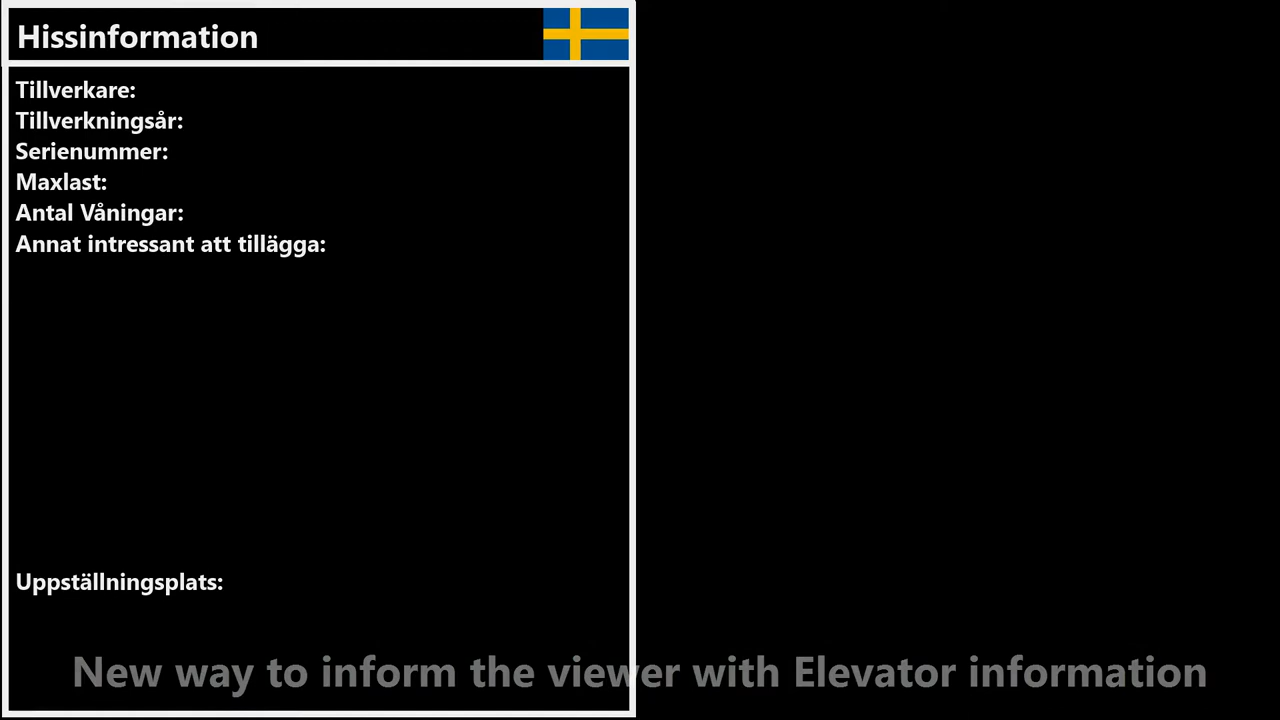 Hissinformation
Tillverkare:
Tillverkningsår:
Serienummer:
Maxlast:
Antal Våningar:
Annat intressant att tillägga:
Uppställningsplats:
New way to inform the viewer with Elevator information